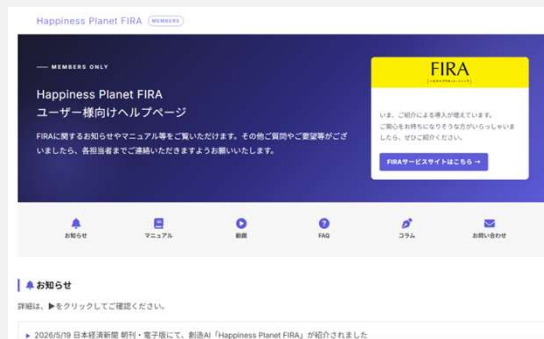 Happiness Planet FIRA MEMBERS
MEMBERS ONLY
Happiness Planet FIRA
ユーザー様向けヘルプページ
FIRAに関するお知らせやマニュアル等をご覧いただけます。その他ご質問やご要望等がござ
いましたら、各担当者までご連絡いただきますようお願いいたします。
FIRA
いま、ご紹介による導入が増えています。
ご関心をお持ちになりそうな方がいらっしゃいま
したら、ぜひご紹介ください。
FIRAサービスサイトはこちら →
お知らせ
マニュアル
動画
FAQ
コラム
お問い合わせ
お知らせ
詳細は、▶をクリックしてご確認ください。
▸ 2026/5/19 日本経済新聞 朝刊・電子版にて、創造AI「Happiness Planet FIRA」が紹介されました